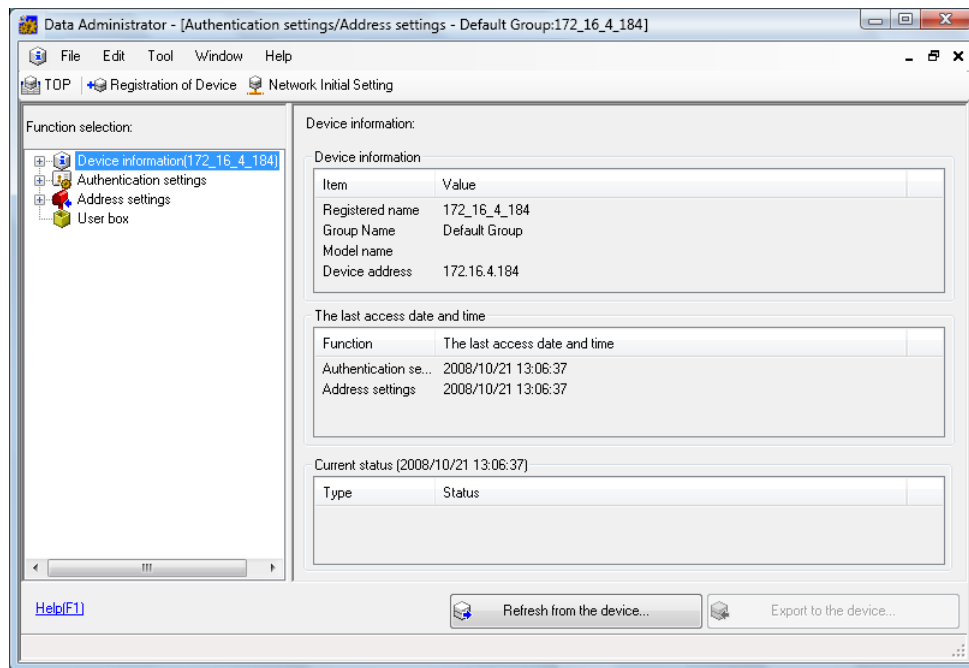 Data Administrator - [Authentication settings/Address settings - Default Group:172_16_4_184]
File Edit Tool Window Help
TOP Registration of Device Network Initial Setting
Function selection:
Device information(172_16_4_184)
Authentication settings
Address settings
User box
Device information:
Device information
Item Value
Registered name 172_16_4_184
Group Name Default Group
Model name
Device address 172.16.4.184
The last access date and time
Function The last access date and time
Authentication se... 2008/10/21 13:06:37
Address settings 2008/10/21 13:06:37
Current status (2008/10/21 13:06:37)
Type Status
Help(F1) Refresh from the device... Export to the device...